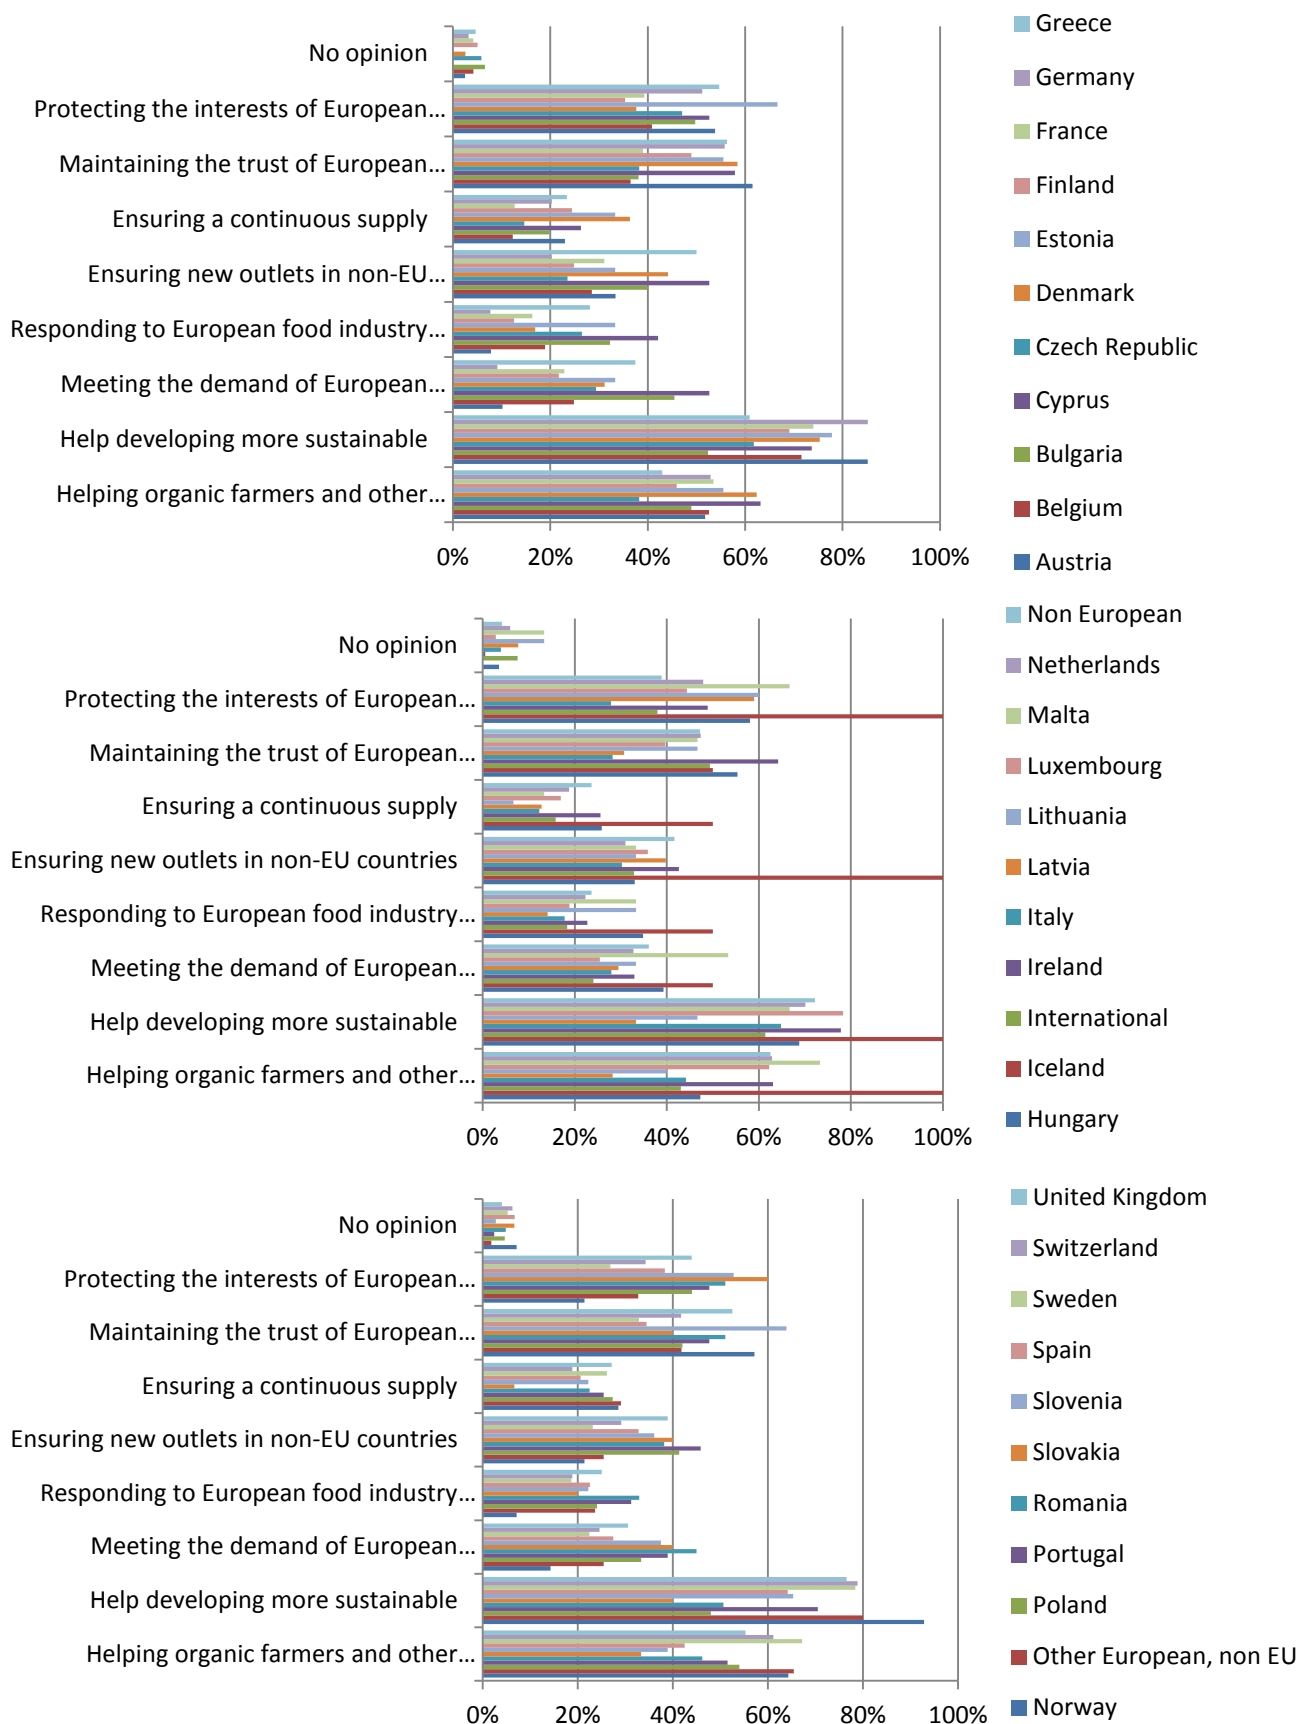 No opinion
Protecting the interests of European...
Maintaining the trust of European...
Ensuring a continuous supply
Ensuring new outlets in non-EU...
Responding to European food industry...
Meeting the demand of European...
Help developing more sustainable
Helping organic farmers and other...
0% 20% 40% 60% 80% 100%
Greece
Germany
France
Finland
Estonia
Denmark
Czech Republic
Cyprus
Bulgaria
Belgium
Austria
No opinion
Protecting the interests of European...
Maintaining the trust of European...
Ensuring a continuous supply
Ensuring new outlets in non-EU countries
Responding to European food industry...
Meeting the demand of European...
Help developing more sustainable
Helping organic farmers and other...
0% 20% 40% 60% 80% 100%
Non European
Netherlands
Malta
Luxembourg
Lithuania
Latvia
Italy
Ireland
International
Iceland
Hungary
No opinion
Protecting the interests of European...
Maintaining the trust of European...
Ensuring a continuous supply
Ensuring new outlets in non-EU countries
Responding to European food industry...
Meeting the demand of European...
Help developing more sustainable
Helping organic farmers and other...
0% 20% 40% 60% 80% 100%
United Kingdom
Switzerland
Sweden
Spain
Slovenia
Slovakia
Romania
Portugal
Poland
Other European, non EU
Norway